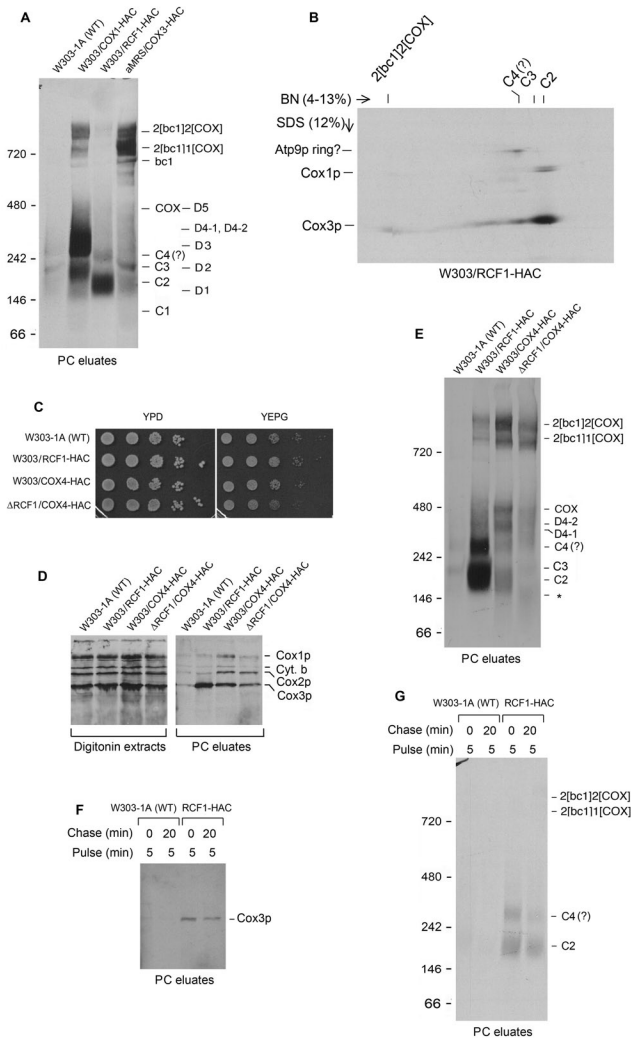 A
W303-1A (WT)
W303/COX1-HAC
W303/RCF1-HAC
aMRS/COX3-HAC
720
480
242
146
66
2[bc1]2[COX]
2[bc1]1[COX]
bc1
COX
D5
D4-1, D4-2
D3
C4(?)
C3
D2
C2
D1
C1
PC eluates
B
2[bc1]2[COX]
C4(?)
C3
C2
BN (4-13%)
SDS (12%)
Atp9p ring?
Cox1p
Cox3p
W303/RCF1-HAC
C
YPD
YEPG
W303-1A (WT)
W303/RCF1-HAC
W303/COX4-HAC
ΔRCF1/COX4-HAC
D
W303-1A (WT)
W303/RCF1-HAC
W303/COX4-HAC
ΔRCF1/COX4-HAC
W303-1A (WT)
W303/RCF1-HAC
W303/COX4-HAC
ΔRCF1/COX4-HAC
Cox1p
Cyt. b
Cox2p
Cox3p
Digitonin extracts
PC eluates
E
W303-1A (WT)
W303/RCF1-HAC
W303/COX4-HAC
ΔRCF1/COX4-HAC
720
480
242
146
66
2[bc1]2[COX]
2[bc1]1[COX]
COX
D4-2
D4-1
C4(?)
C3
C2
*
PC eluates
F
W303-1A (WT) RCF1-HAC
Chase (min) 0 20 0 20
Pulse (min) 5 5 5 5
Cox3p
PC eluates
G
W303-1A (WT) RCF1-HAC
Chase (min) 0 20 0 20
Pulse (min) 5 5 5 5
720
480
242
146
66
2[bc1]2[COX]
2[bc1]1[COX]
C4(?)
C2
PC eluates